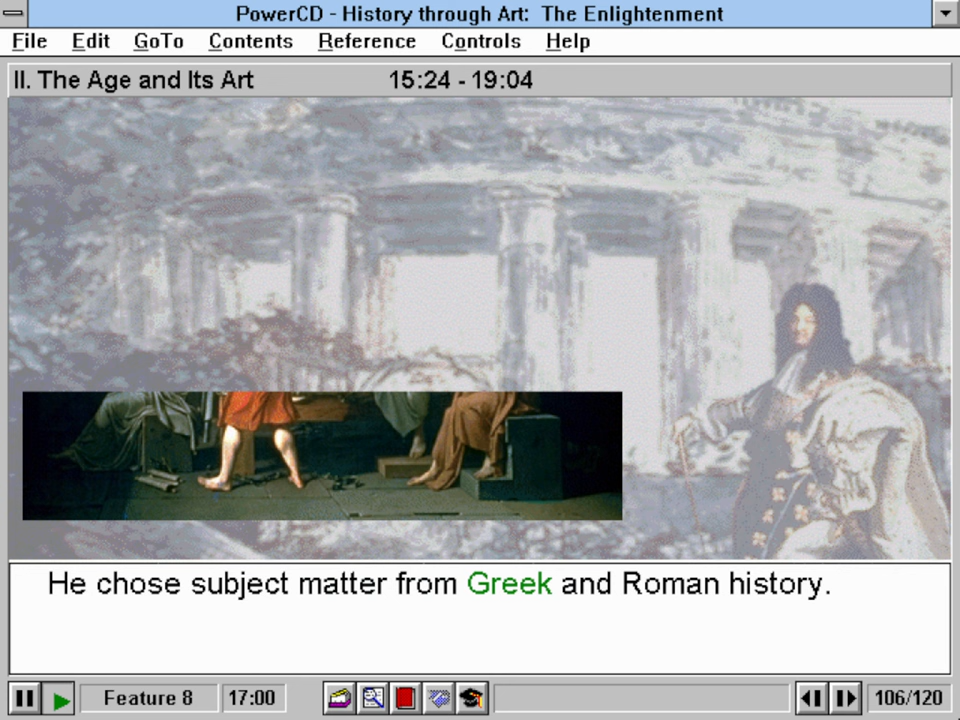 PowerCD - History through Art: The Enlightenment
File Edit GoTo Contents Reference Controls Help
II. The Age and Its Art 15:24 - 19:04
He chose subject matter from Greek and Roman history.
Feature 8 17:00 106/120